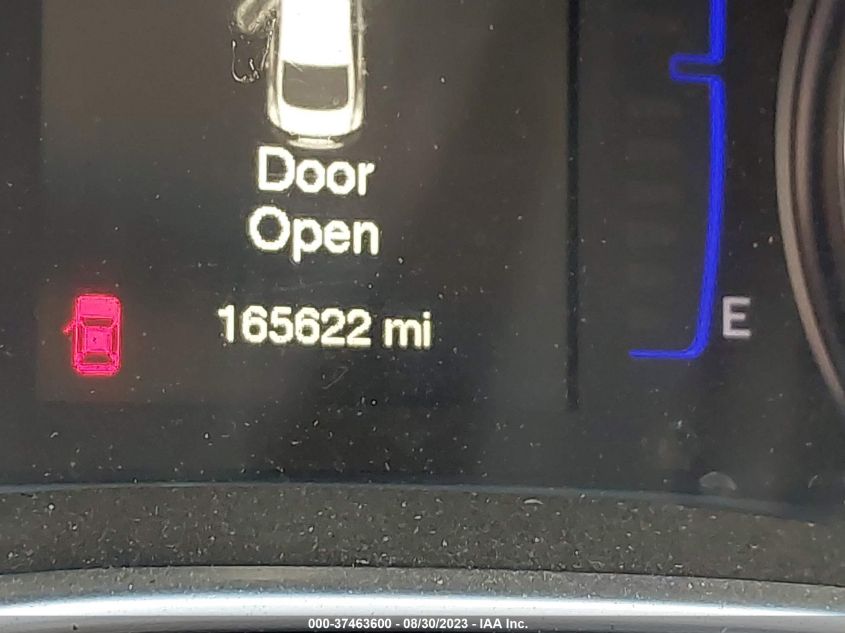 Door
Open
165622 mi
E
000-37463600 - 08/30/2023 - IAA Inc.